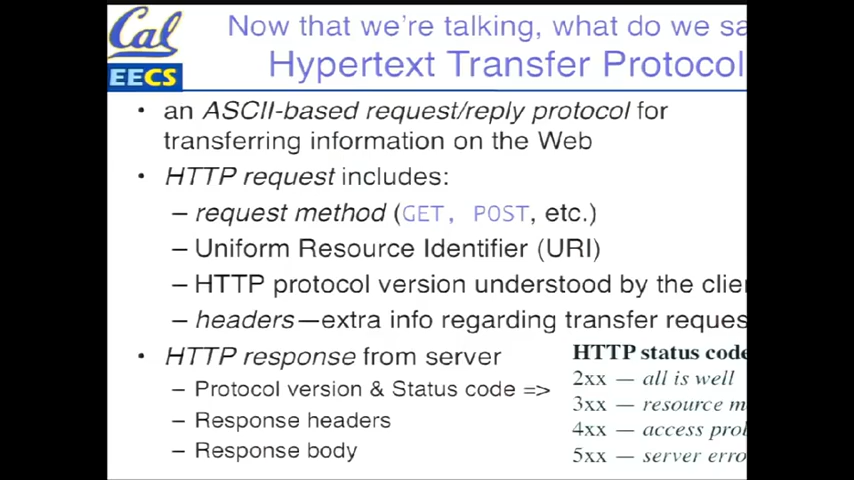 Cal
EECS
Now that we're talking, what do we sa
Hypertext Transfer Protocol
• an ASCII-based request/reply protocol for
transferring information on the Web
• HTTP request includes:
– request method (GET, POST, etc.)
– Uniform Resource Identifier (URI)
– HTTP protocol version understood by the clie
– headers—extra info regarding transfer reques
• HTTP response from server
– Protocol version & Status code =>
– Response headers
– Response body
HTTP status code
2xx — all is well
3xx — resource m
4xx — access prob
5xx — server erro